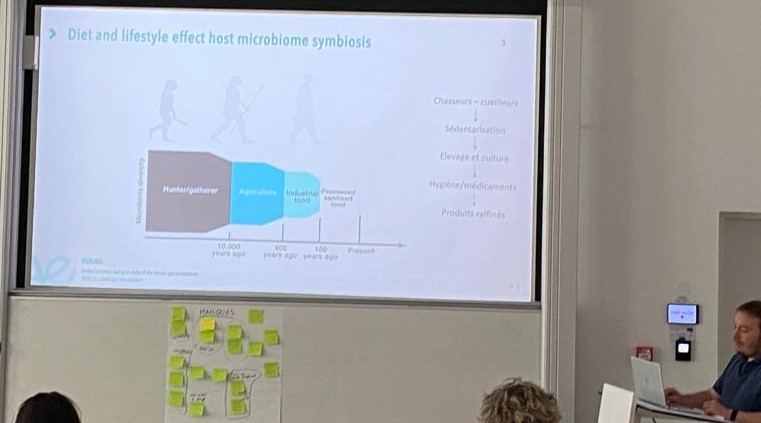 > Diet and lifestyle effect host microbiome symbiosis
3
Chasseurs – cueilleurs
Sédentarisation
Elevage et culture
Hygiène/médicaments
Produits raffinés
Microbiota diversity
Hunter/gatherer
Agriculture
Industrial food
Processed sanitized food
10,000 years ago
400 years ago
100 years ago
Present
INRAE